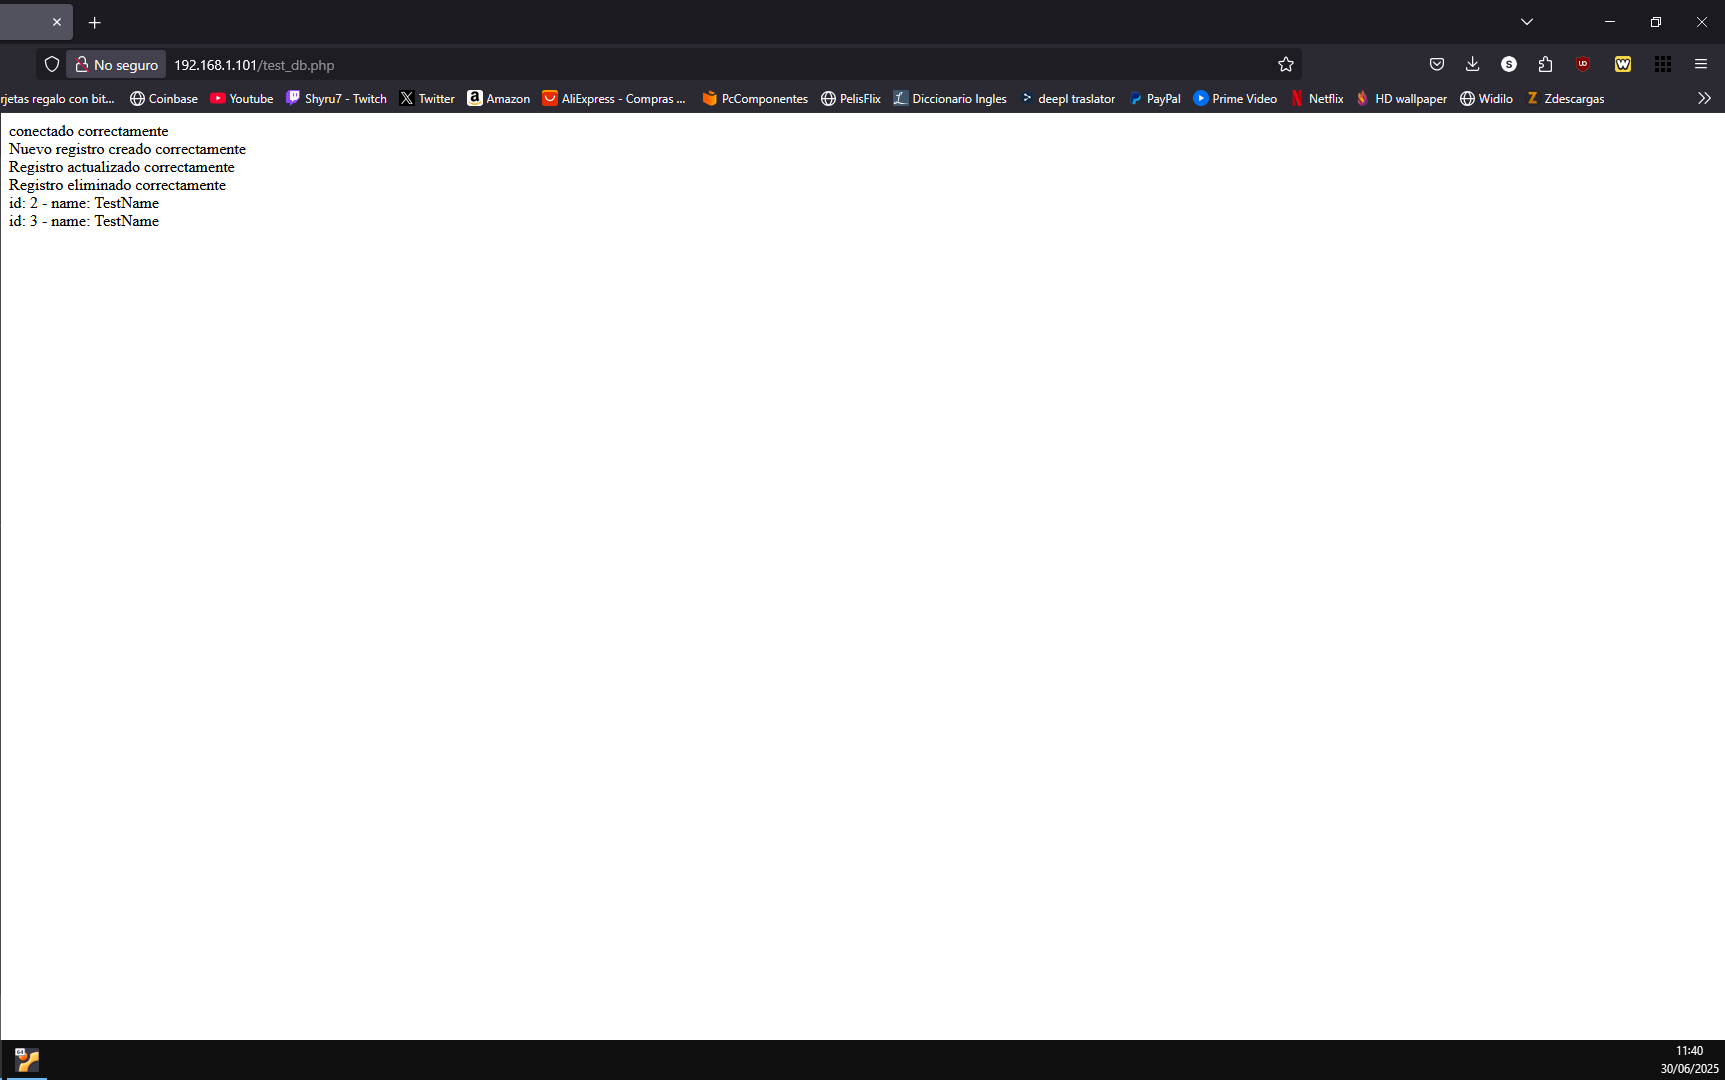 No seguro
192.168.1.101/test_db.php
rjetas regalo con bit...
Coinbase
Youtube
Shyru7 - Twitch
Twitter
Amazon
AliExpress - Compras ...
PcComponentes
PelisFlix
Diccionario Ingles
deepl traslator
PayPal
Prime Video
Netflix
HD wallpaper
Widilo
Zdescargas
conectado correctamente
Nuevo registro creado correctamente
Registro actualizado correctamente
Registro eliminado correctamente
id: 2 - name: TestName
id: 3 - name: TestName
11:40
30/06/2025